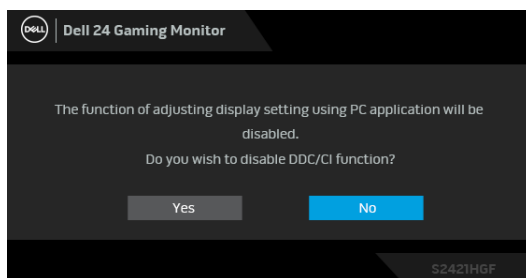 DELL
Dell 24 Gaming Monitor
The function of adjusting display setting using PC application will be
disabled.
Do you wish to disable DDC/CI function?
Yes
No
S2421HGF